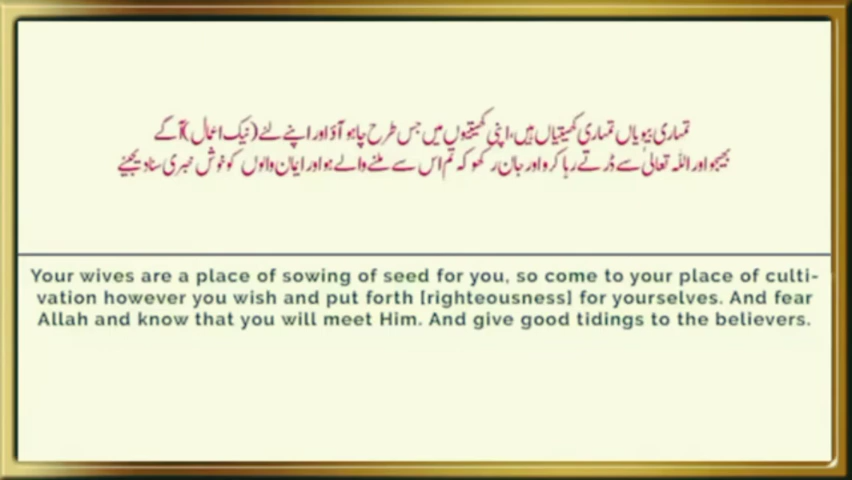 تمہاری بیویاں تمہاری کھیتیاں ہیں، اپنی کھیتیوں میں جس طرح چاہو آؤ اور اپنے لئے (نیک اعمال) آگے
بھیجو اور اللہ تعالیٰ سے ڈرتے رہا کرو اور جان رکھو کہ تم اس سے ملنے والے ہو اور ایمان والوں کو خوش خبری سنا دیجیئے
Your wives are a place of sowing of seed for you, so come to your place of culti-
vation however you wish and put forth [righteousness] for yourselves. And fear
Allah and know that you will meet Him. And give good tidings to the believers.